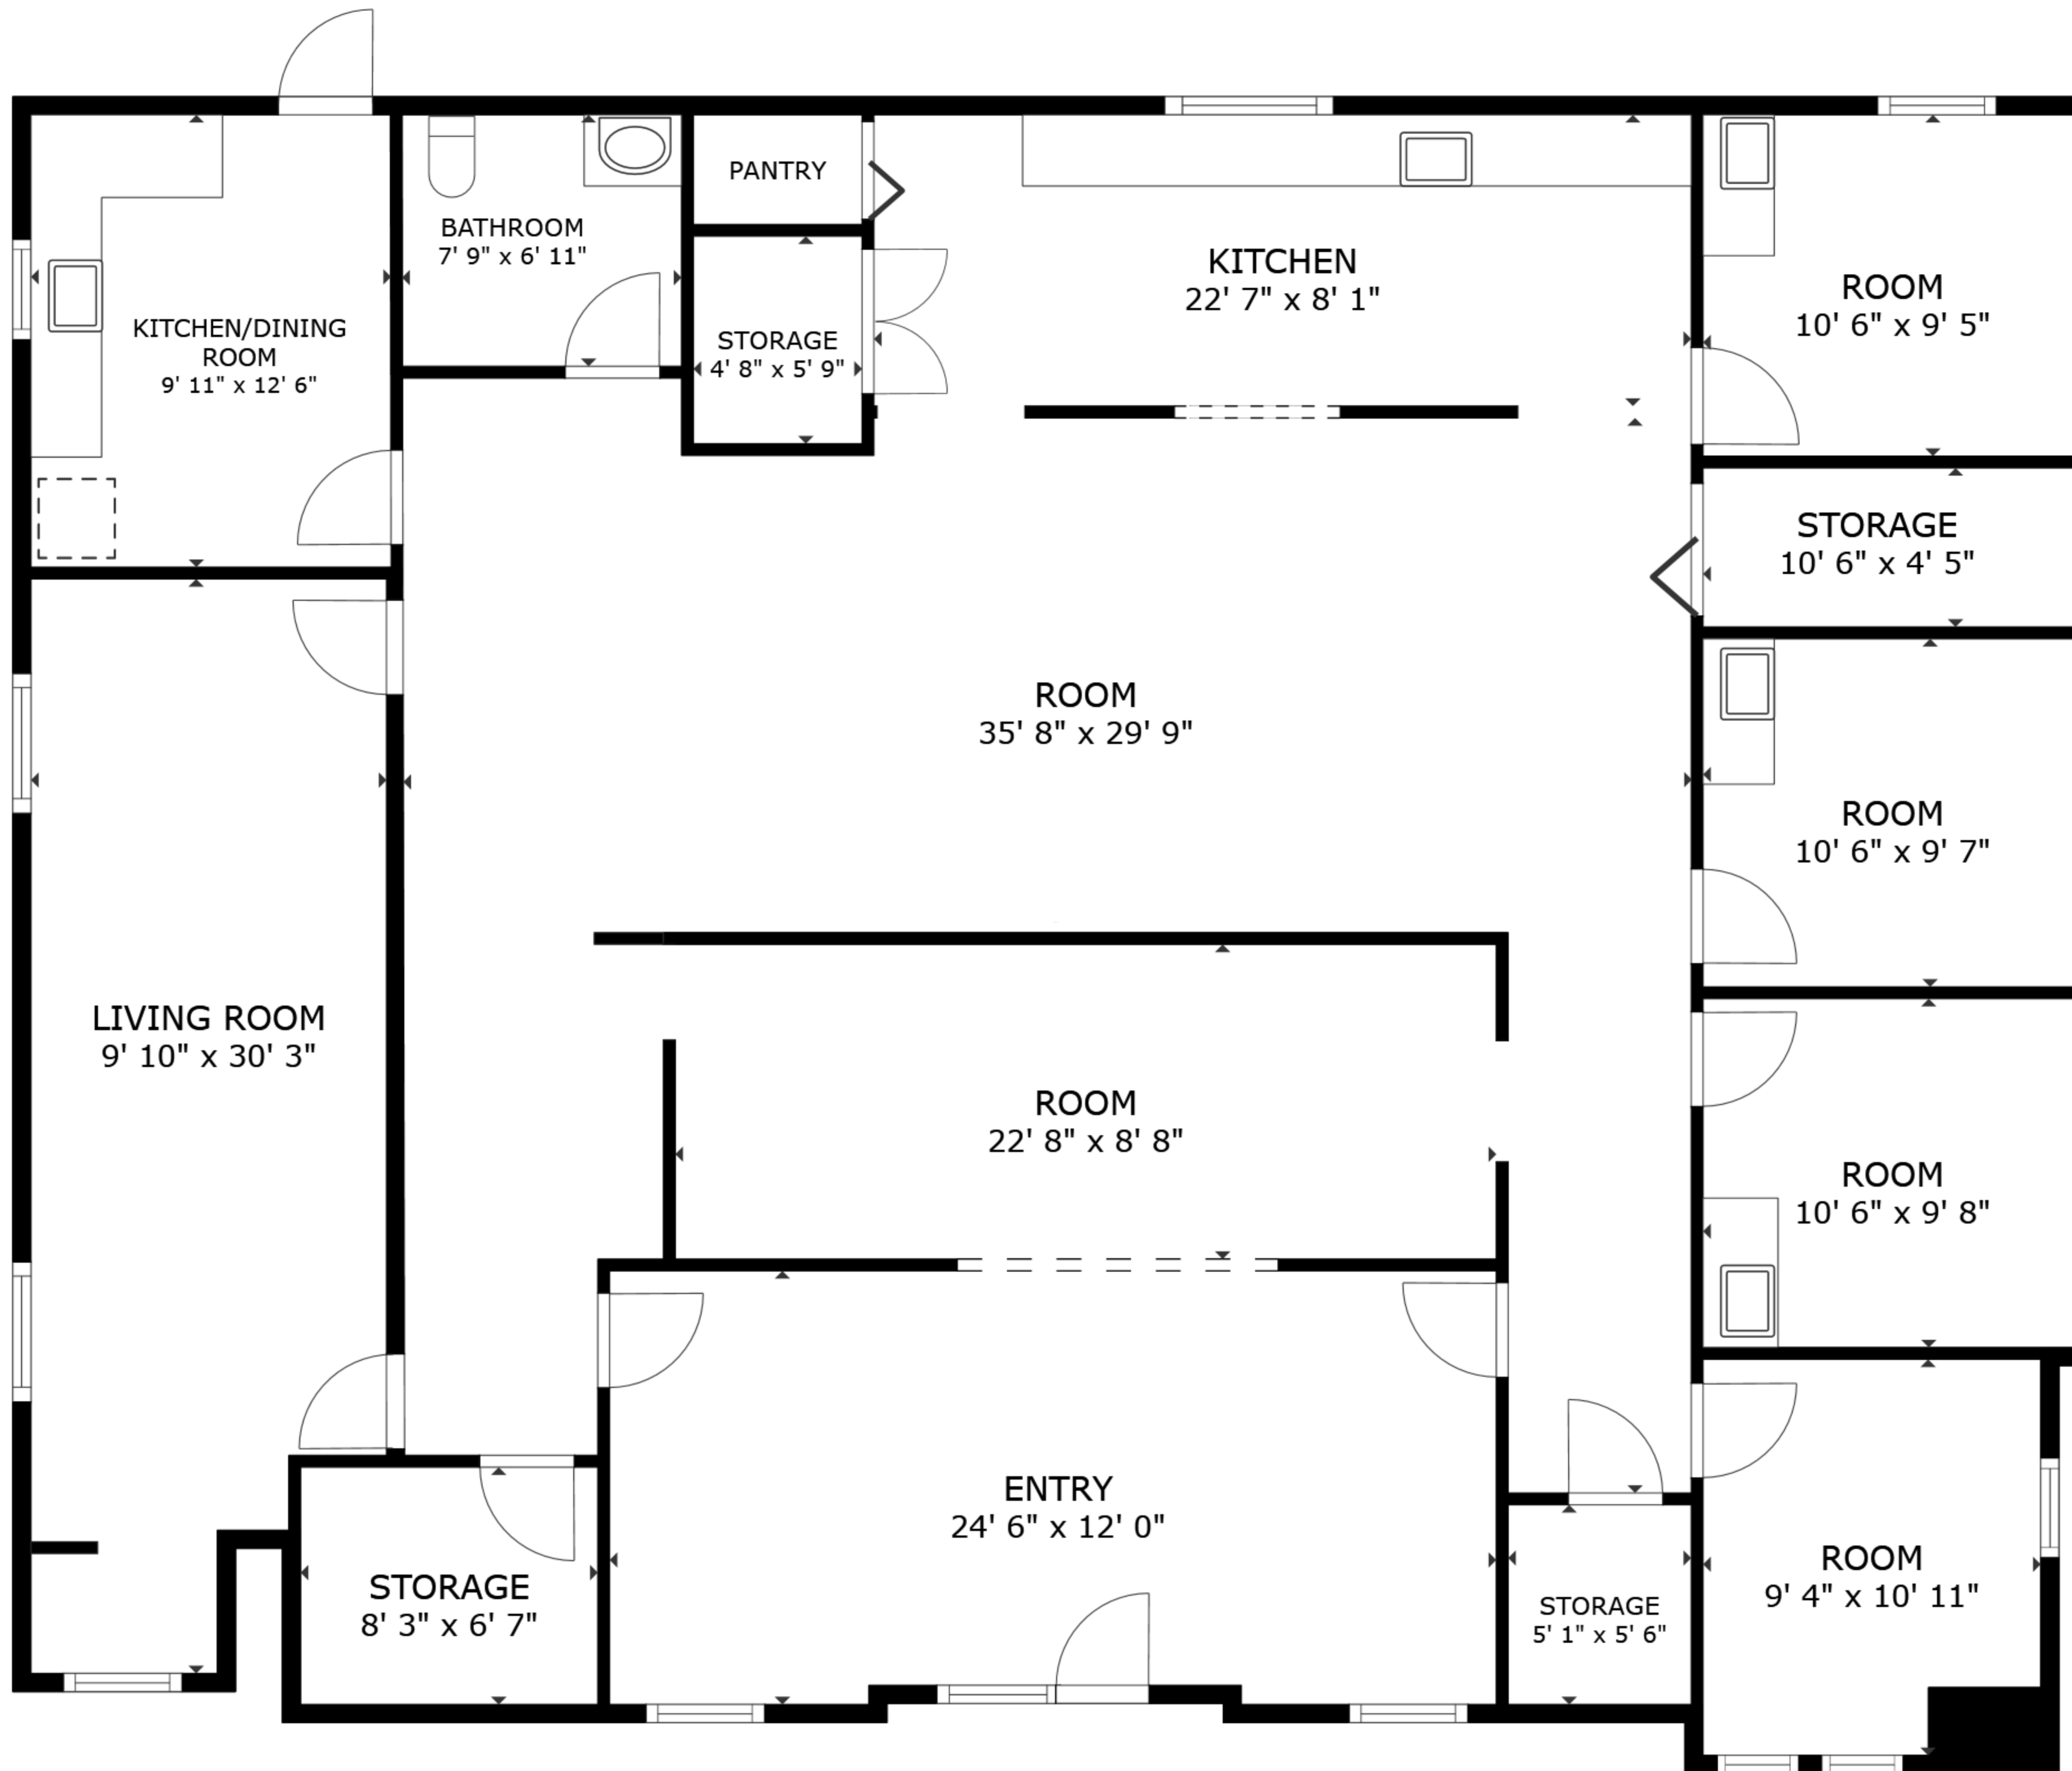 PANTRY
BATHROOM
7' 9" x 6' 11"
KITCHEN
22' 7" x 8' 1"
ROOM
10' 6" x 9' 5"
KITCHEN/DINING
ROOM
9' 11" x 12' 6"
STORAGE
4' 8" x 5' 9"
STORAGE
10' 6" x 4' 5"
ROOM
35' 8" x 29' 9"
ROOM
10' 6" x 9' 7"
LIVING ROOM
9' 10" x 30' 3"
ROOM
22' 8" x 8' 8"
ROOM
10' 6" x 9' 8"
ENTRY
24' 6" x 12' 0"
STORAGE
8' 3" x 6' 7"
STORAGE
5' 1" x 5' 6"
ROOM
9' 4" x 10' 11"